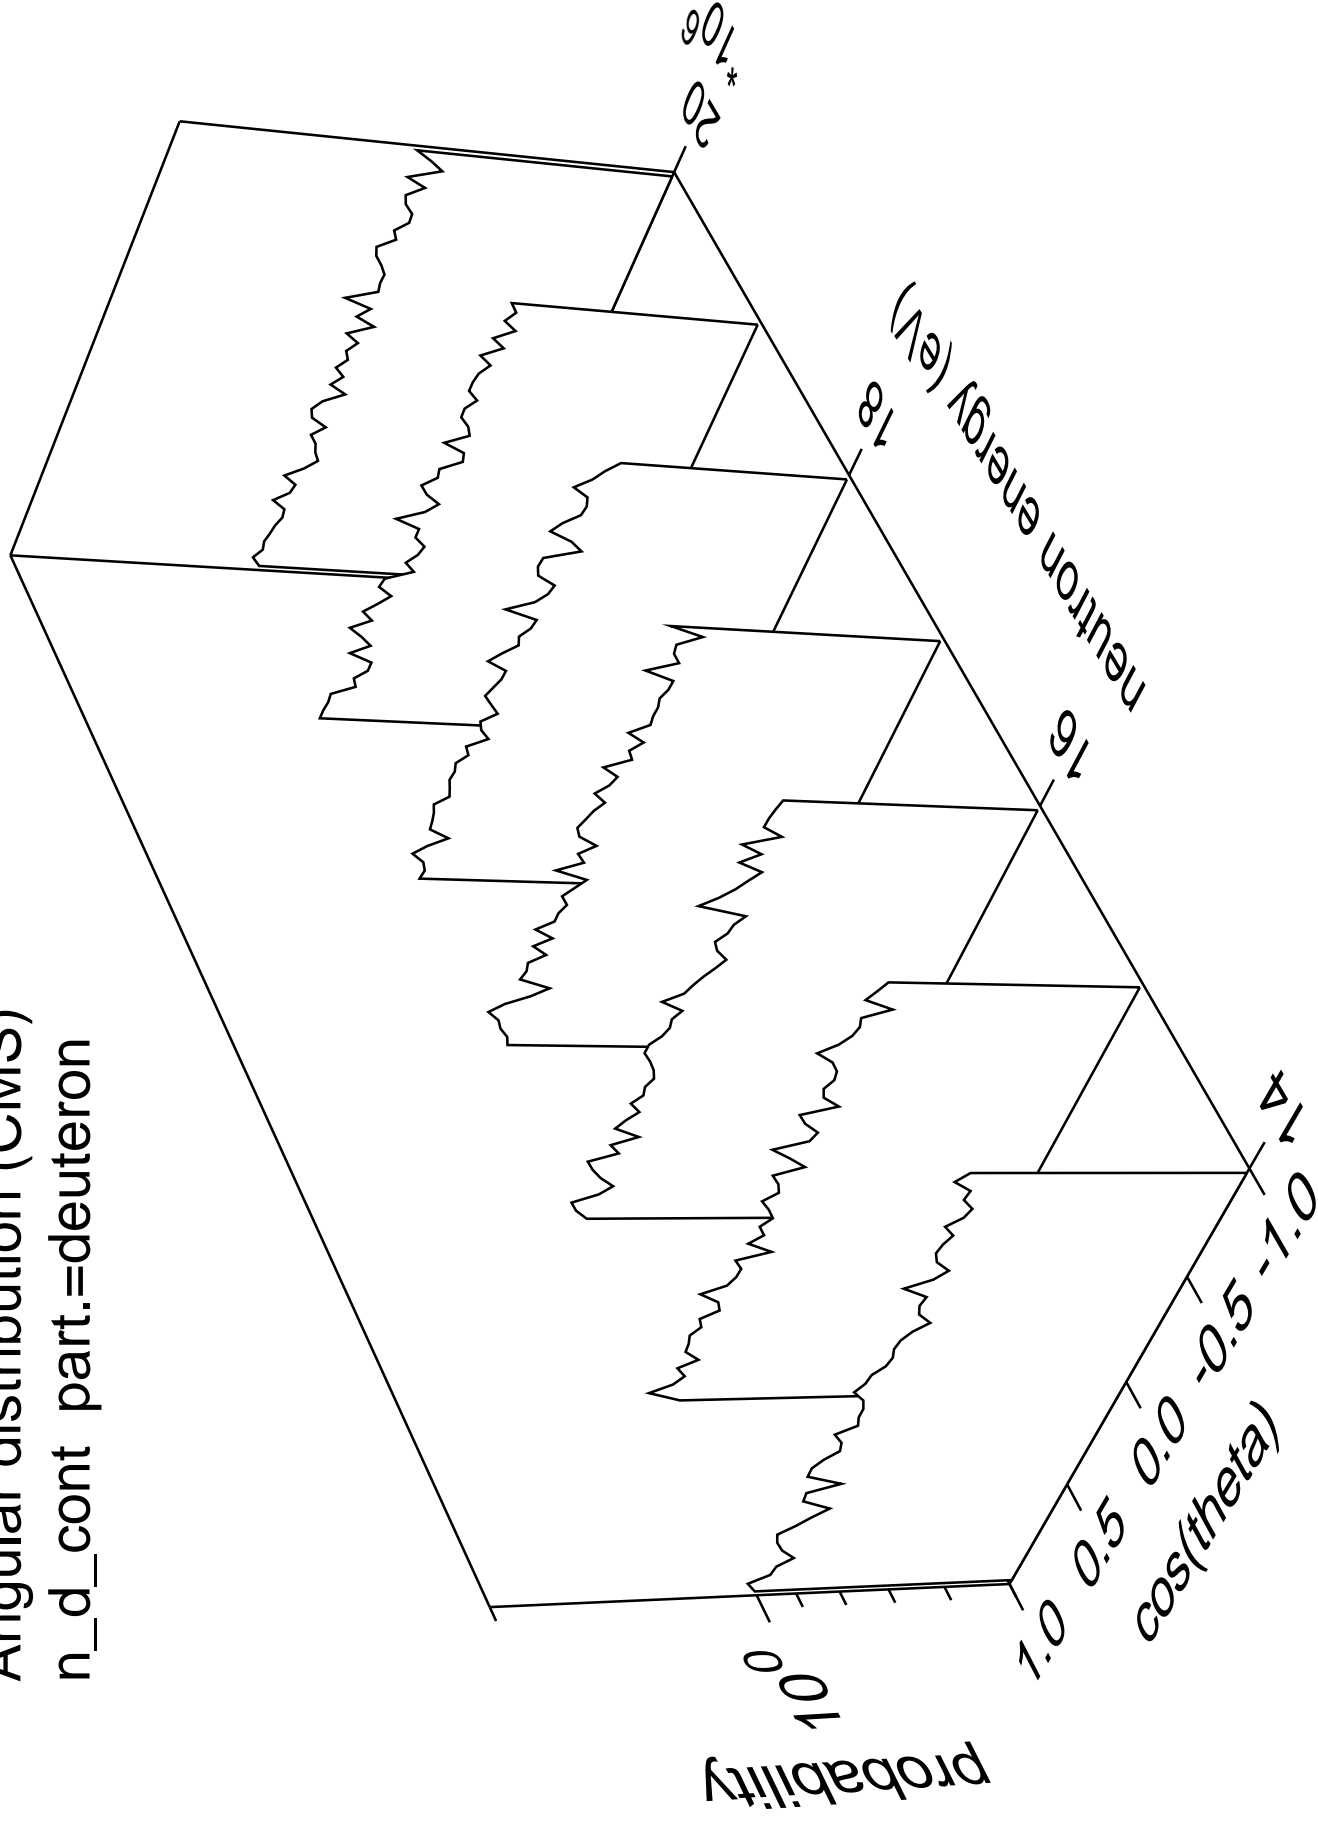 Angular distribution (CMS)
n_d_cont part.=deuteron
probability
10^0
cos(theta)
1.0 0.5 0.0 -0.5 -1.0
neutron energy (eV)
14 16 18 20 *10^6